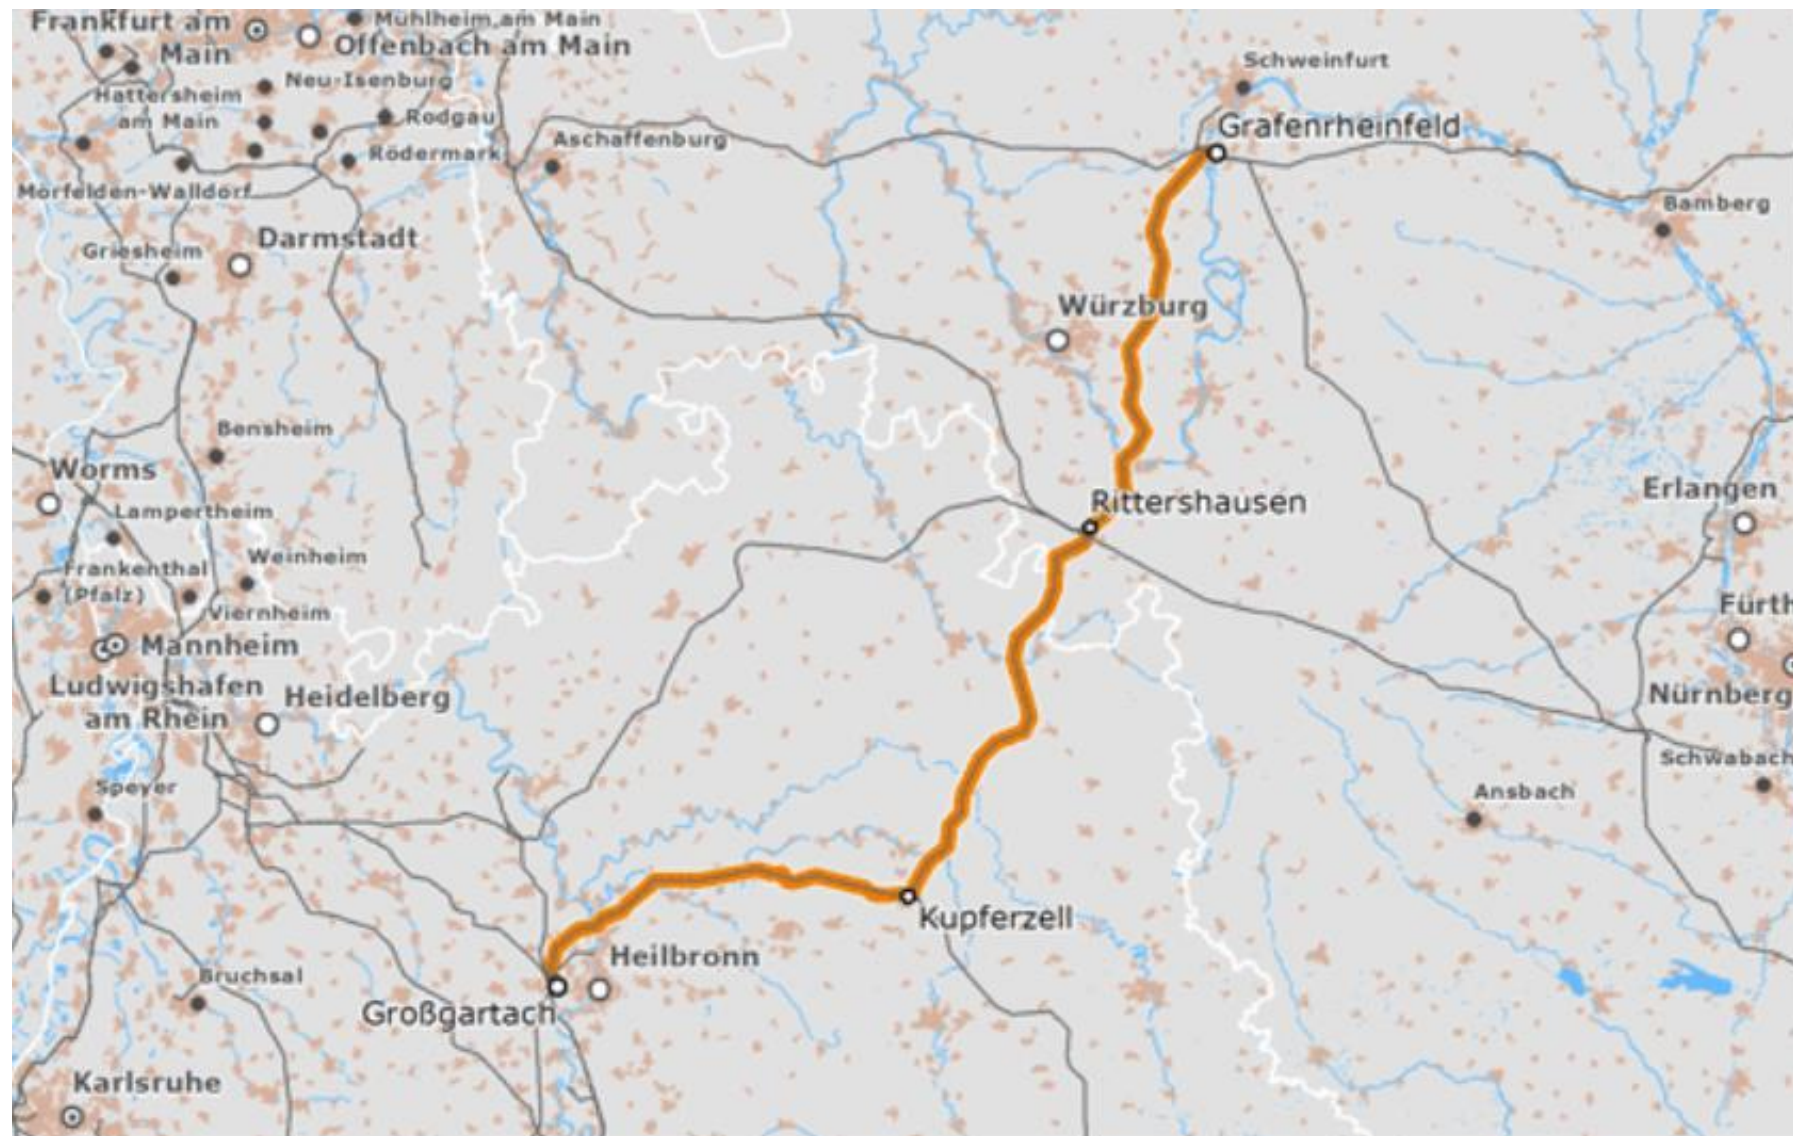 Frankfurt am
Main
Mühlheim am Main
Offenbach am Main
Neu-Isenburg
Hattersheim
am Main
Rodgau
Rödermark
Aschaffenburg
Mörfelden-Walldorf
Griesheim
Darmstadt
Schweinfurt
Grafenrheinfeld
Bamberg
Würzburg
Bensheim
Worms
Lampertheim
Weinheim
Frankenthal
(Pfalz)
Viernheim
Mannheim
Ludwigshafen
am Rhein
Heidelberg
Rittershausen
Erlangen
Fürth
Nürnberg
Schwabach
Ansbach
Speyer
Kupferzell
Heilbronn
Großgartach
Bruchsal
Karlsruhe